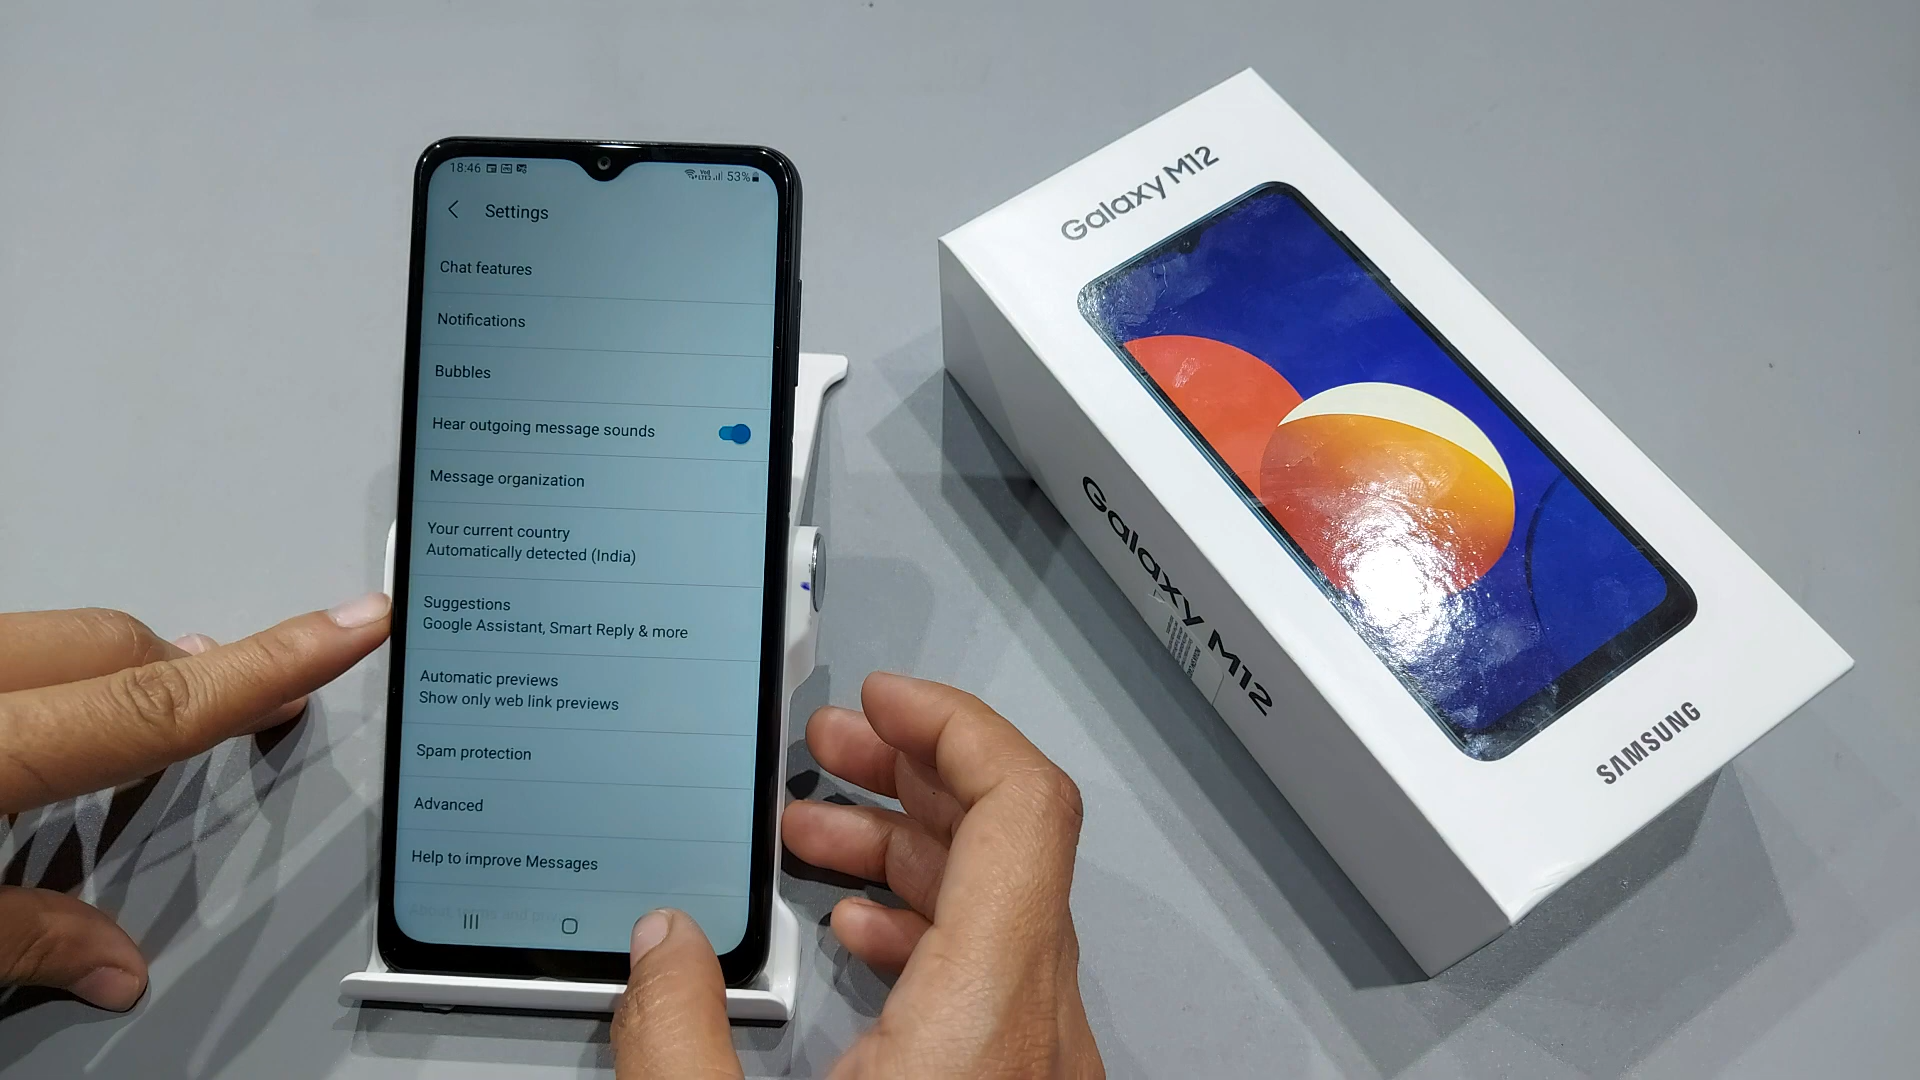 18:46
53%
Settings
Chat features
Notifications
Bubbles
Hear outgoing message sounds
Message organization
Your current country
Automatically detected (India)
Suggestions
Google Assistant, Smart Reply & more
Automatic previews
Show only web link previews
Spam protection
Advanced
Help to improve Messages
Galaxy M12
Galaxy M12
SAMSUNG